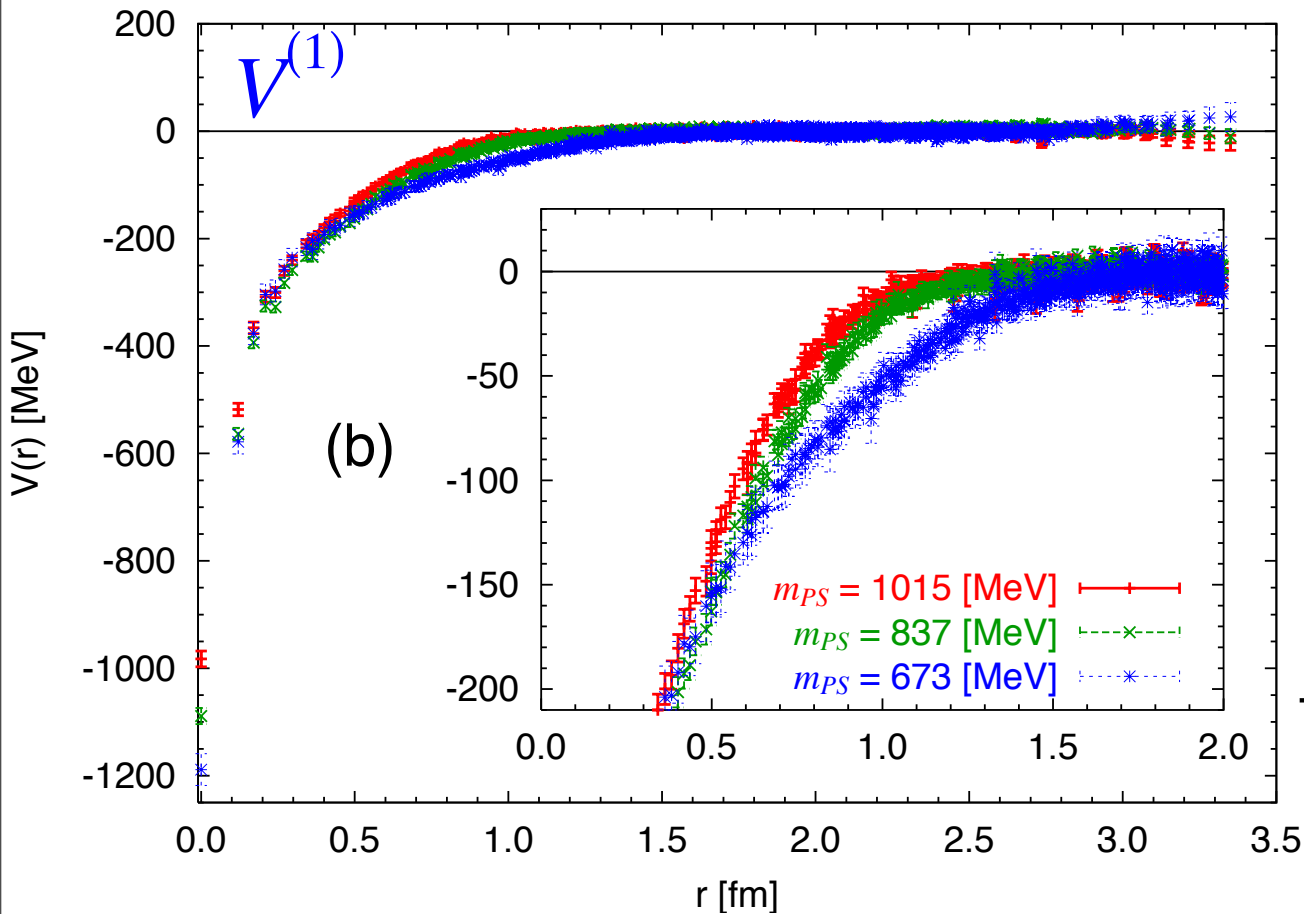 V(1)
200
0
-200
-400
-600
-800
-1000
-1200
V(r) [MeV]
(b)
0
-50
-100
-150
-200
mPS = 1015 [MeV]
mPS = 837 [MeV]
mPS = 673 [MeV]
0.0 0.5 1.0 1.5 2.0
0.0 0.5 1.0 1.5 2.0 2.5 3.0 3.5
r [fm]